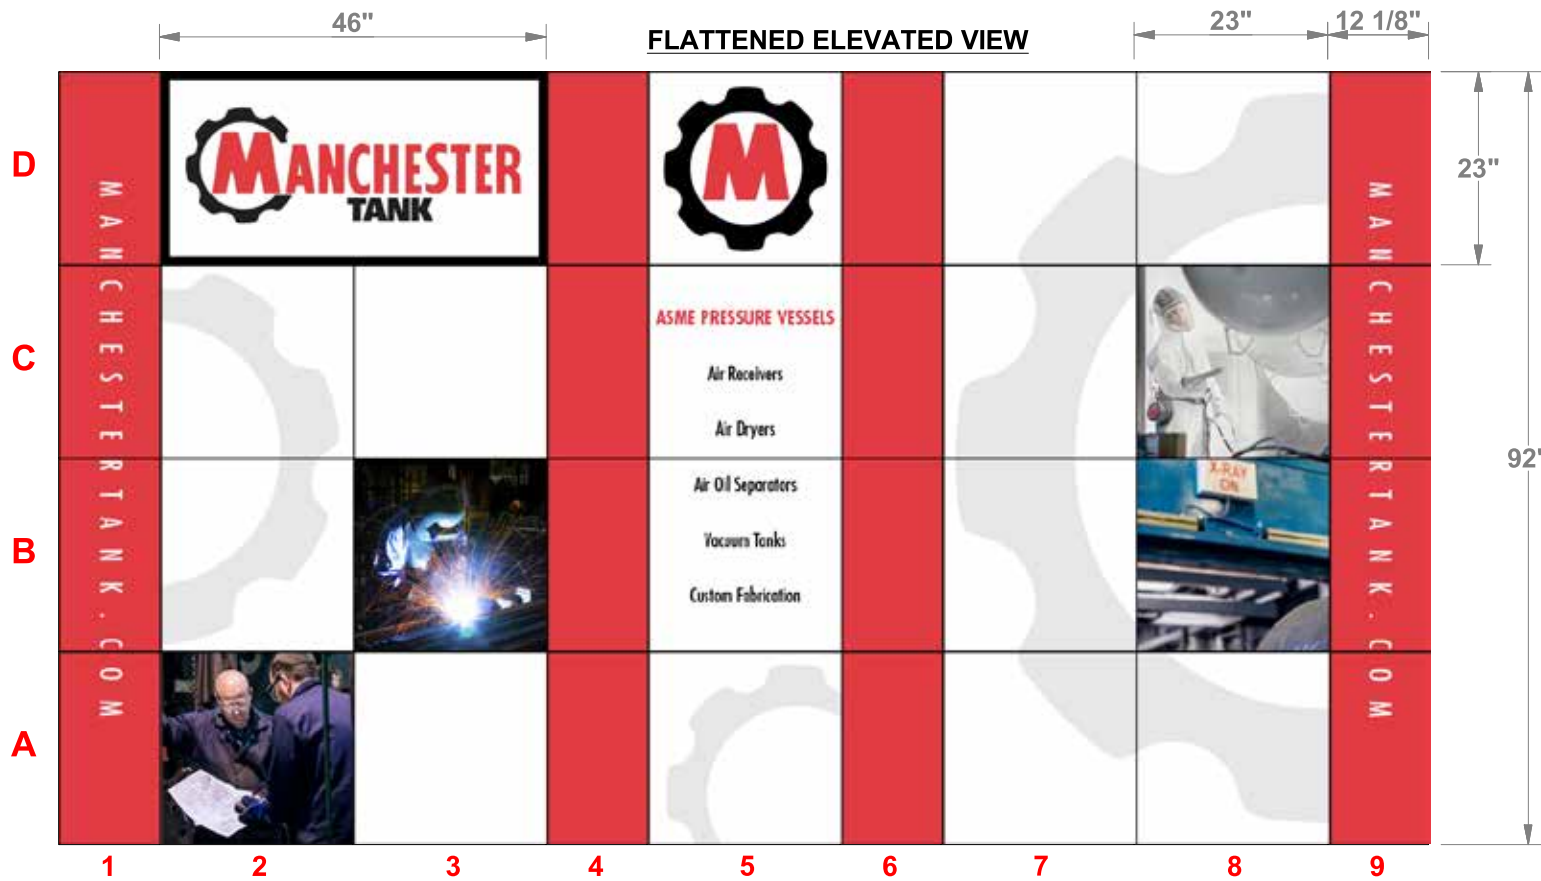 46"
FLATTENED ELEVATED VIEW
23"
12 1/8"
D
MANCHESTER
TANK
M
23"
MANCHESTERTANK.COM
MANCHESTERTANK.COM
C
ASME PRESSURE VESSELS
Air Receivers
Air Dryers
92"
B
Air Oil Separators
X-RAY
ON
Vacuum Tanks
Custom Fabrication
A
1
2
3
4
5
6
7
8
9